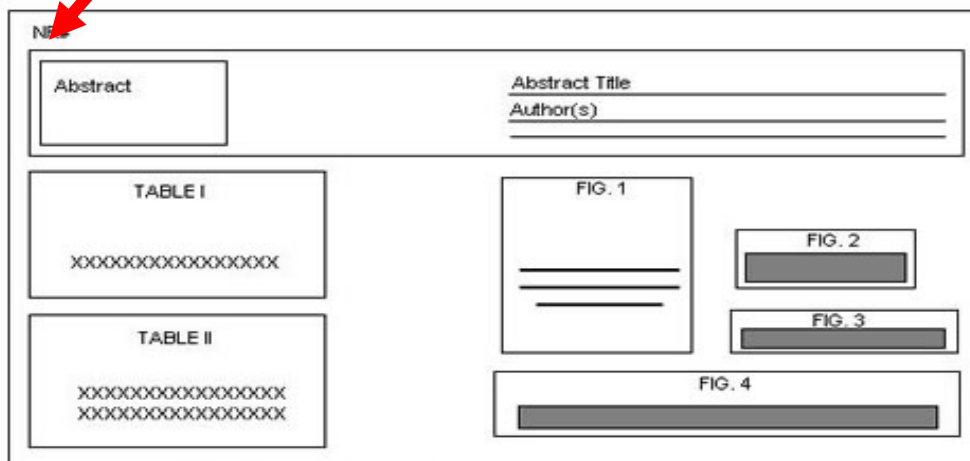 Abstract
Abstract Title
Author(s)
TABLE I
XXXXXXXXXXXXXXXX
TABLE II
XXXXXXXXXXXXXXXX
XXXXXXXXXXXXXXXX
FIG. 1
FIG. 2
FIG. 3
FIG. 4